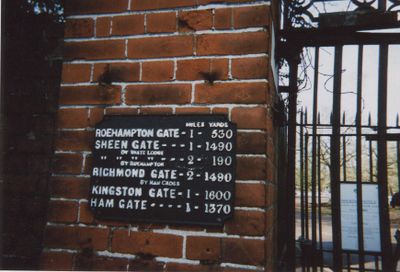 MILES YARDS
ROEHAMPTON GATE - 1 - 530
SHEEN GATE - - - 1 - 1490
BY WHITE LODGE
" " " " - " - 2 - 190
BY ROEHAMPTON
RICHMOND GATE - 2 - 1490
BY HAM CROSS
KINGSTON GATE - 1 - 1600
HAM GATE - - - - 1 - 1370